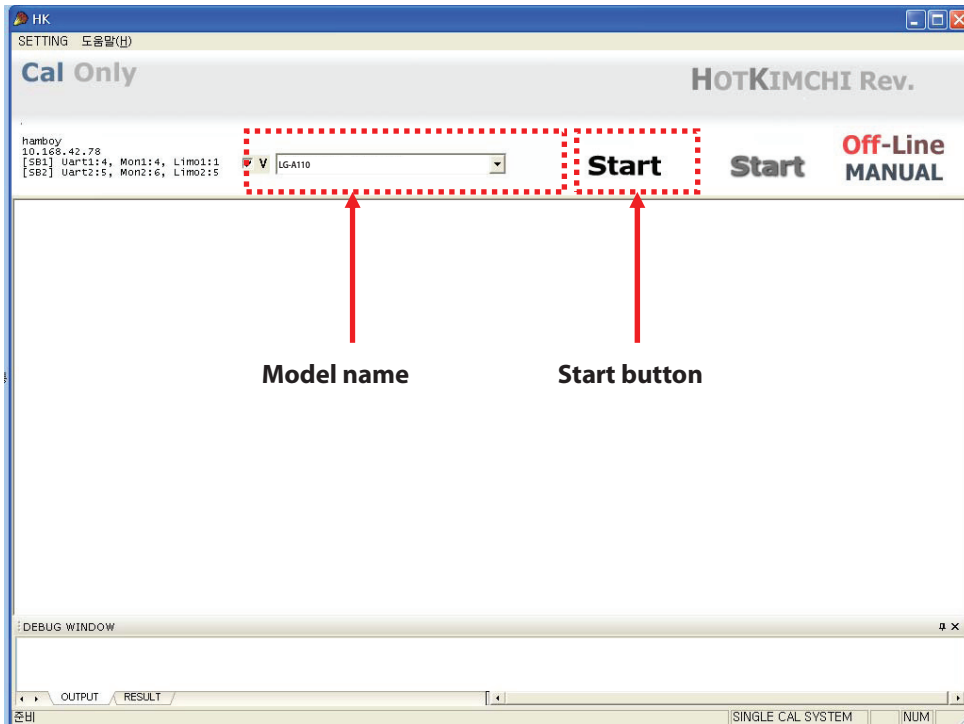 HK
SETTING 도움말(H)
Cal Only
HOTKIMCHI Rev.
hamboy
10.168.42.78
[SB1] Uart1:4, Mon1:4, Limo1:1
[SB2] Uart2:5, Mon2:6, Limo2:5
V LG-A110
Start
Start
Off-Line
MANUAL
Model name
Start button
DEBUG WINDOW
OUTPUT RESULT
준비
SINGLE CAL SYSTEM
NUM